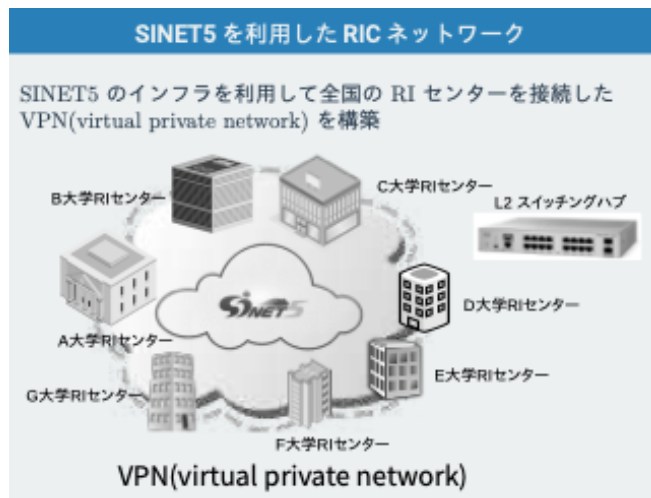 SINET5 を利用した RIC ネットワーク
SINET5 のインフラを利用して全国の RI センターを接続した
VPN(virtual private network) を構築
B大学RIセンター
C大学RIセンター
L2 スイッチングハブ
SINET5
D大学RIセンター
A大学RIセンター
E大学RIセンター
G大学RIセンター
F大学RIセンター
VPN(virtual private network)